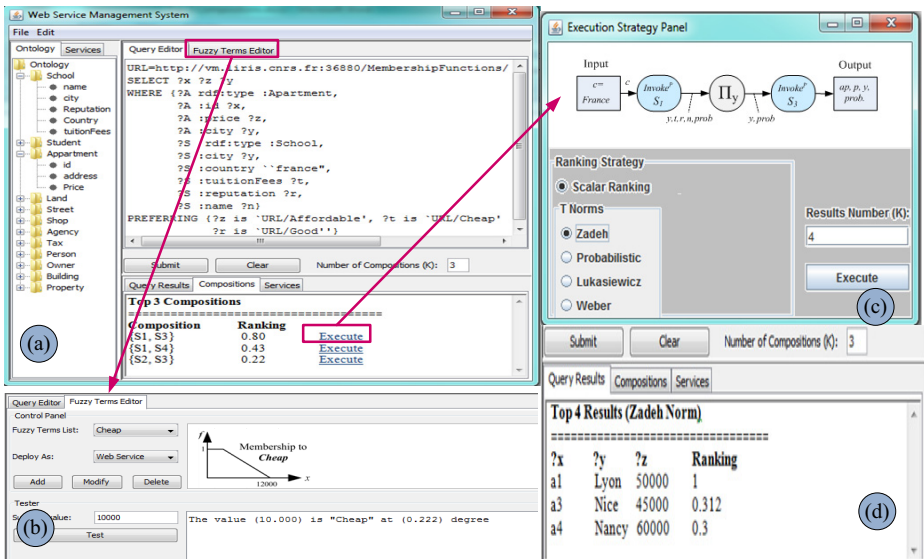 Web Service Management System
File Edit
Ontology Services
Ontology
School
name
city
Reputation
Country
tuitionFees
Student
Appartment
id
address
Price
Land
Street
Shop
Agency
Tax
Person
Owner
Building
Property
(a)
Query Editor Fuzzy Terms Editor
URL=http://vm.liris.cnrs.fr:36880/MembershipFunctions/
SELECT ?x ?z ?y
WHERE {?A rdf:type :Apartment,
?A :id ?x,
?A :price ?z,
?A :city ?y,
?S rdf:type :School,
?S :city ?y,
?S :country ``france",
?S :tuitionFees ?t,
?S :reputation ?r,
?S :name ?n}
PREFERRING {?z is `URL/Affordable', ?t is `URL/Cheap'
?r is `URL/Good''}
Submit Clear Number of Compositions (K): 3
Query Results Compositions Services
Top 3 Compositions
====================================
Composition Ranking
{S1, S3} 0.80 Execute
{S1, S4} 0.43 Execute
{S2, S3} 0.22 Execute
Query Editor Fuzzy Terms Editor
Control Panel
Fuzzy Terms List: Cheap
Deploy As: Web Service
Add Modify Delete
f
1
Membership to
Cheap
12000
x
Tester
value: 10000
Test
The value (10.000) is "Cheap" at (0.222) degree
(b)
Execution Strategy Panel
Input Output
c=
France
c
Invokeᴾ
S1
y,t,r,n,prob
Πy
y, prob
Invokeᴾ
S3
ap, p, y,
prob.
Ranking Strategy
Scalar Ranking
T Norms
Zadeh
Probabilistic
Lukasiewicz
Weber
Results Number (K):
4
Execute
(c)
Submit Clear Number of Compositions (K): 3
Query Results Compositions Services
Top 4 Results (Zadeh Norm)
================================
?x ?y ?z Ranking
a1 Lyon 50000 1
a3 Nice 45000 0.312
a4 Nancy 60000 0.3
(d)